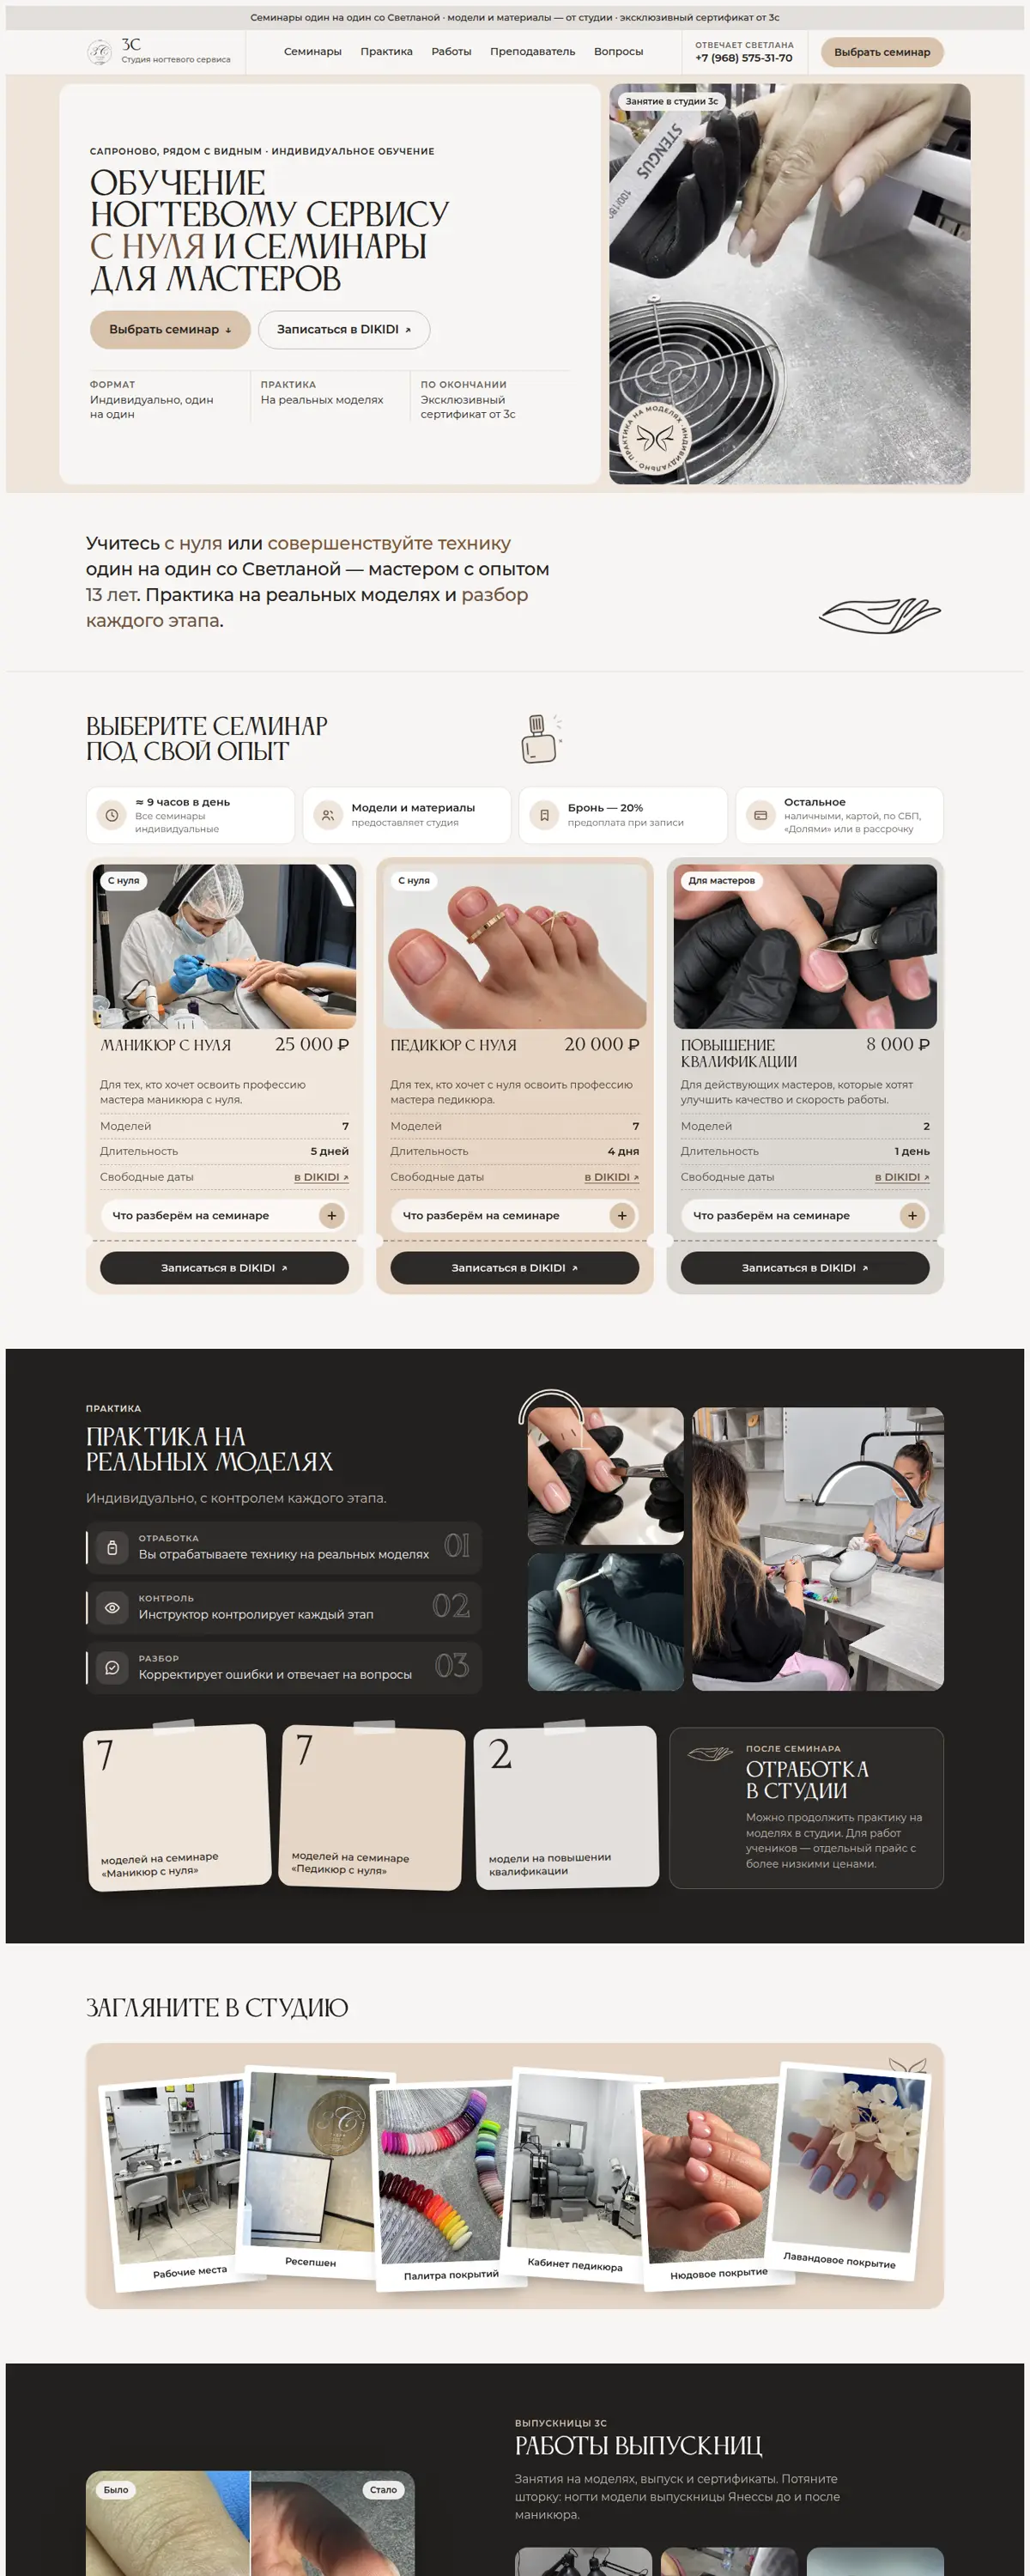 Семинары один на один со Светланой · модели и материалы — от студии · эксклюзивный сертификат от 3с
3С
Студия ногтевого сервиса
Семинары
Практика
Работы
Преподаватель
Вопросы
ОТВЕЧАЕТ СВЕТЛАНА
+7 (968) 575-31-70
Выбрать семинар
САПРОНОВО, РЯДОМ С ВИДНЫМ · ИНДИВИДУАЛЬНОЕ ОБУЧЕНИЕ
ОБУЧЕНИЕ
НОГТЕВОМУ СЕРВИСУ
С НУЛЯ И СЕМИНАРЫ
ДЛЯ МАСТЕРОВ
Выбрать семинар ↓
Записаться в DIKIDI ↗
ФОРМАТ
Индивидуально, один
на один
ПРАКТИКА
На реальных моделях
ПО ОКОНЧАНИИ
Эксклюзивный
сертификат от 3с
Занятие в студии 3с
STENGUS
ПРАКТИКА НА МОДЕЛЯХ · ИНДИВИДУАЛЬНО ·
Учитесь с нуля или совершенствуйте технику
один на один со Светланой — мастером с опытом
13 лет. Практика на реальных моделях и разбор
каждого этапа.
ВЫБЕРИТЕ СЕМИНАР
ПОД СВОЙ ОПЫТ
≈ 9 часов в день
Все семинары
индивидуальные
Модели и материалы
предоставляет студия
Бронь — 20%
предоплата при записи
Остальное
наличными, картой, по СБП,
«Долями» или в рассрочку
С нуля
МАНИКЮР С НУЛЯ
25 000 ₽
Для тех, кто хочет освоить профессию
мастера маникюра с нуля.
Моделей 7
Длительность 5 дней
Свободные даты в DIKIDI ↗
Что разберём на семинаре +
Записаться в DIKIDI ↗
С нуля
ПЕДИКЮР С НУЛЯ
20 000 ₽
Для тех, кто хочет с нуля освоить профессию
мастера педикюра.
Моделей 7
Длительность 4 дня
Свободные даты в DIKIDI ↗
Что разберём на семинаре +
Записаться в DIKIDI ↗
Для мастеров
ПОВЫШЕНИЕ
КВАЛИФИКАЦИИ
8 000 ₽
Для действующих мастеров, которые хотят
улучшить качество и скорость работы.
Моделей 2
Длительность 1 день
Свободные даты в DIKIDI ↗
Что разберём на семинаре +
Записаться в DIKIDI ↗
ПРАКТИКА
ПРАКТИКА НА
РЕАЛЬНЫХ МОДЕЛЯХ
Индивидуально, с контролем каждого этапа.
ОТРАБОТКА
Вы отрабатываете технику на реальных моделях
01
КОНТРОЛЬ
Инструктор контролирует каждый этап
02
РАЗБОР
Корректирует ошибки и отвечает на вопросы
03
7
моделей на семинаре
«Маникюр с нуля»
7
моделей на семинаре
«Педикюр с нуля»
2
модели на повышении
квалификации
ПОСЛЕ СЕМИНАРА
ОТРАБОТКА
В СТУДИИ
Можно продолжить практику на
моделях в студии. Для работ
учеников — отдельный прайс с
более низкими ценами.
ЗАГЛЯНИТЕ В СТУДИЮ
Рабочие места
Ресепшен
Палитра покрытий
Кабинет педикюра
Нюдовое покрытие
Лавандовое покрытие
ВЫПУСКНИЦЫ 3С
РАБОТЫ ВЫПУСКНИЦ
Занятия на моделях, выпуск и сертификаты. Потяните
шторку: ногти модели выпускницы Янессы до и после
маникюра.
Было
Стало